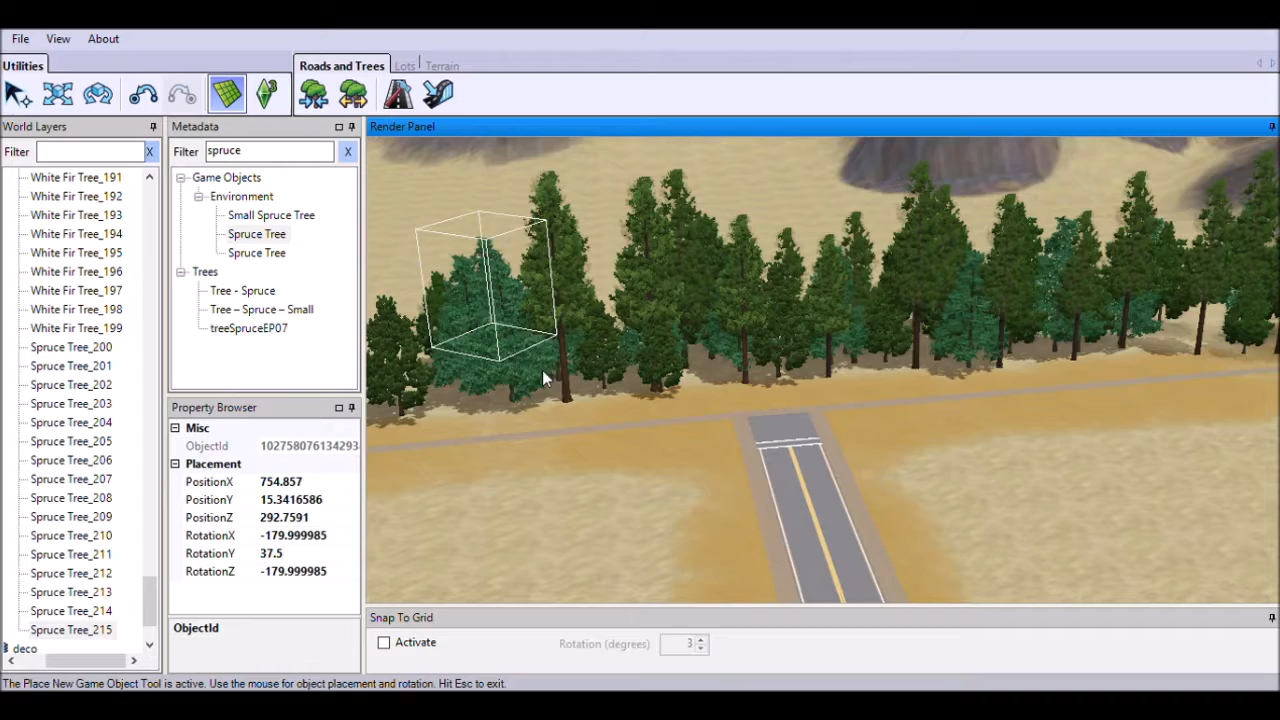 File View About
Utilities
Roads and Trees Lots Terrain
World Layers
Filter X
White Fir Tree_191
White Fir Tree_192
White Fir Tree_193
White Fir Tree_194
White Fir Tree_195
White Fir Tree_196
White Fir Tree_197
White Fir Tree_198
White Fir Tree_199
Spruce Tree_200
Spruce Tree_201
Spruce Tree_202
Spruce Tree_203
Spruce Tree_204
Spruce Tree_205
Spruce Tree_206
Spruce Tree_207
Spruce Tree_208
Spruce Tree_209
Spruce Tree_210
Spruce Tree_211
Spruce Tree_212
Spruce Tree_213
Spruce Tree_214
Spruce Tree_215
deco
Metadata
Filter spruce X
Game Objects
Environment
Small Spruce Tree
Spruce Tree
Spruce Tree
Trees
Tree - Spruce
Tree – Spruce – Small
treeSpruceEP07
Property Browser
Misc
ObjectId 102758076134293
Placement
PositionX 754.857
PositionY 15.3416586
PositionZ 292.7591
RotationX -179.999985
RotationY 37.5
RotationZ -179.999985
ObjectId
Render Panel
Snap To Grid
Activate Rotation (degrees) 3
The Place New Game Object Tool is active. Use the mouse for object placement and rotation. Hit Esc to exit.